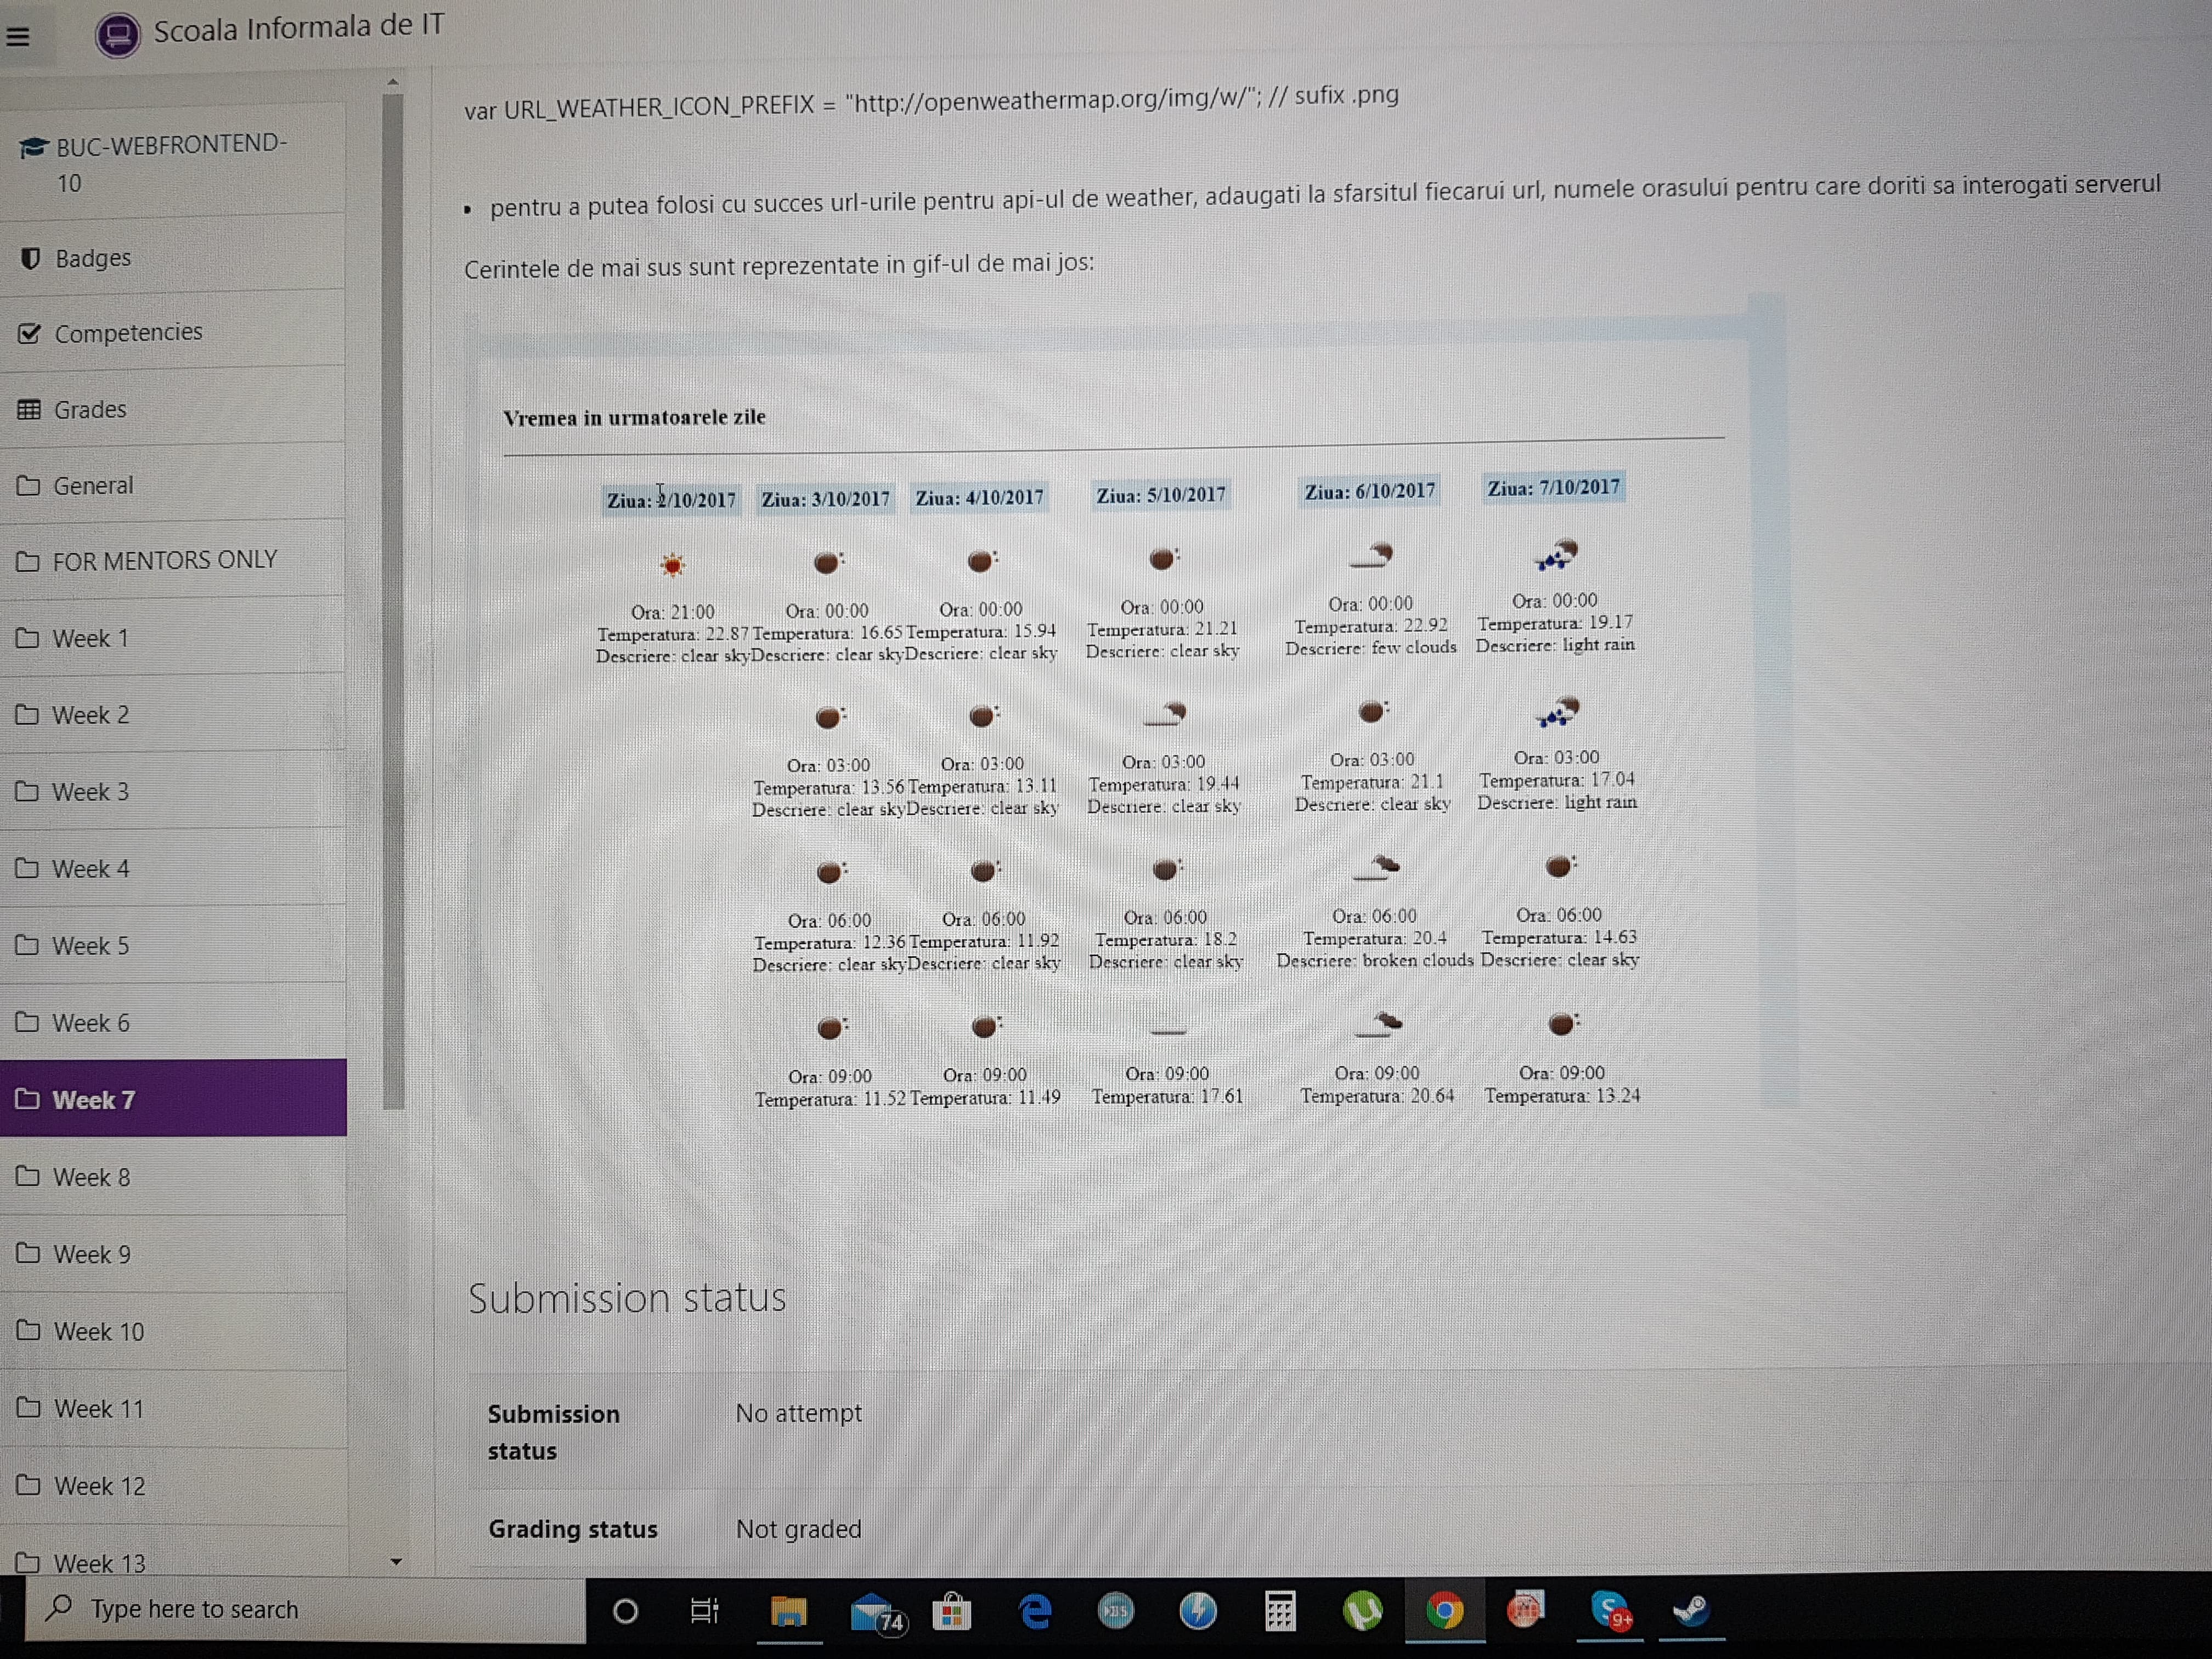 Scoala Informala de IT
BUC-WEBFRONTEND-
10
Badges
Competencies
Grades
General
FOR MENTORS ONLY
Week 1
Week 2
Week 3
Week 4
Week 5
Week 6
Week 7
Week 8
Week 9
Week 10
Week 11
Week 12
Week 13
var URL_WEATHER_ICON_PREFIX = "http://openweathermap.org/img/w/"; // sufix .png
pentru a putea folosi cu succes url-urile pentru api-ul de weather, adaugati la sfarsitul fiecarui url, numele orasului pentru care doriti sa interogati serverul
Cerintele de mai sus sunt reprezentate in gif-ul de mai jos:
Vremea in urmatoarele zile
Ziua: 2/10/2017 Ziua: 3/10/2017 Ziua: 4/10/2017 Ziua: 5/10/2017 Ziua: 6/10/2017 Ziua: 7/10/2017
Ora: 21:00 Ora: 00:00 Ora: 00:00 Ora: 00:00 Ora: 00:00 Ora: 00:00
Temperatura: 22.87 Temperatura: 16.65 Temperatura: 15.94 Temperatura: 21.21 Temperatura: 22.92 Temperatura: 19.17
Descriere: clear sky Descriere: clear sky Descriere: clear sky Descriere: clear sky Descriere: few clouds Descriere: light rain
Ora: 03:00 Ora: 03:00 Ora: 03:00 Ora: 03:00 Ora: 03:00
Temperatura: 13.56 Temperatura: 13.11 Temperatura: 19.44 Temperatura: 21.1 Temperatura: 17.04
Descriere: clear sky Descriere: clear sky Descriere: clear sky Descriere: clear sky Descriere: light rain
Ora: 06:00 Ora: 06:00 Ora: 06:00 Ora: 06:00 Ora: 06:00
Temperatura: 12.36 Temperatura: 11.92 Temperatura: 18.2 Temperatura: 20.4 Temperatura: 14.63
Descriere: clear sky Descriere: clear sky Descriere: clear sky Descriere: broken clouds Descriere: clear sky
Ora: 09:00 Ora: 09:00 Ora: 09:00 Ora: 09:00 Ora: 09:00
Temperatura: 11.52 Temperatura: 11.49 Temperatura: 17.61 Temperatura: 20.64 Temperatura: 13.24
Submission status
Submission No attempt
status
Grading status Not graded
Type here to search
74
9+